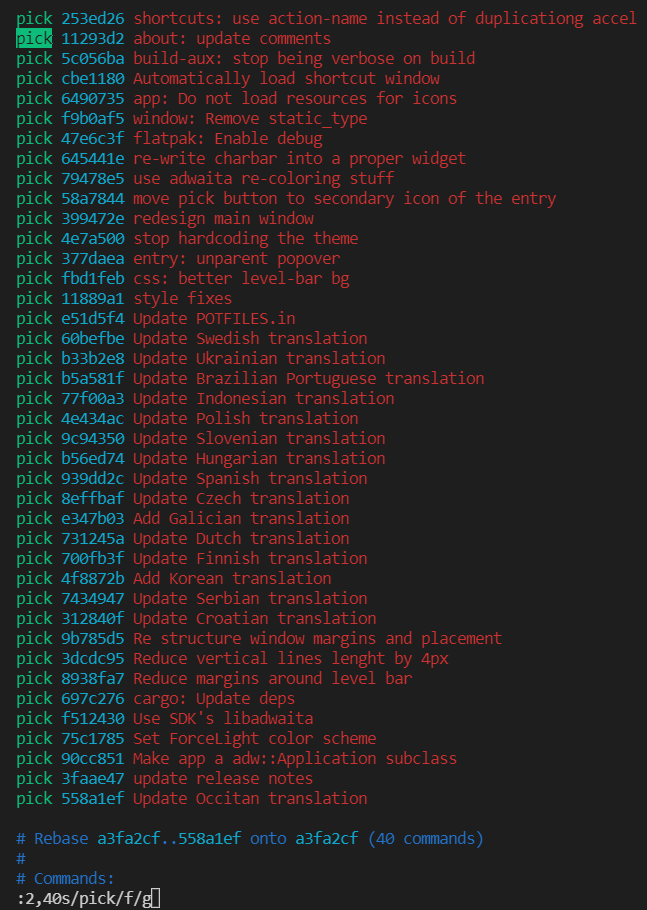 pick 253ed26 shortcuts: use action-name instead of duplicationg accel
pick 11293d2 about: update comments
pick 5c056ba build-aux: stop being verbose on build
pick cbe1180 Automatically load shortcut window
pick 6490735 app: Do not load resources for icons
pick f9b0af5 window: Remove static_type
pick 47e6c3f flatpak: Enable debug
pick 645441e re-write charbar into a proper widget
pick 79478e5 use adwaita re-coloring stuff
pick 58a7844 move pick button to secondary icon of the entry
pick 399472e redesign main window
pick 4e7a500 stop hardcoding the theme
pick 377daea entry: unparent popover
pick fbd1feb css: better level-bar bg
pick 11889a1 style fixes
pick e51d5f4 Update POTFILES.in
pick 60befbe Update Swedish translation
pick b33b2e8 Update Ukrainian translation
pick b5a581f Update Brazilian Portuguese translation
pick 77f00a3 Update Indonesian translation
pick 4e434ac Update Polish translation
pick 9c94350 Update Slovenian translation
pick b56ed74 Update Hungarian translation
pick 939dd2c Update Spanish translation
pick 8effbaf Update Czech translation
pick e347b03 Add Galician translation
pick 731245a Update Dutch translation
pick 700fb3f Update Finnish translation
pick 4f8872b Add Korean translation
pick 7434947 Update Serbian translation
pick 312840f Update Croatian translation
pick 9b785d5 Re structure window margins and placement
pick 3dcdc95 Reduce vertical lines lenght by 4px
pick 8938fa7 Reduce margins around level bar
pick 697c276 cargo: Update deps
pick f512430 Use SDK's libadwaita
pick 75c1785 Set ForceLight color scheme
pick 90cc851 Make app a adw::Application subclass
pick 3faae47 update release notes
pick 558a1ef Update Occitan translation
# Rebase a3fa2cf..558a1ef onto a3fa2cf (40 commands)
#
# Commands:
:2,40s/pick/f/g